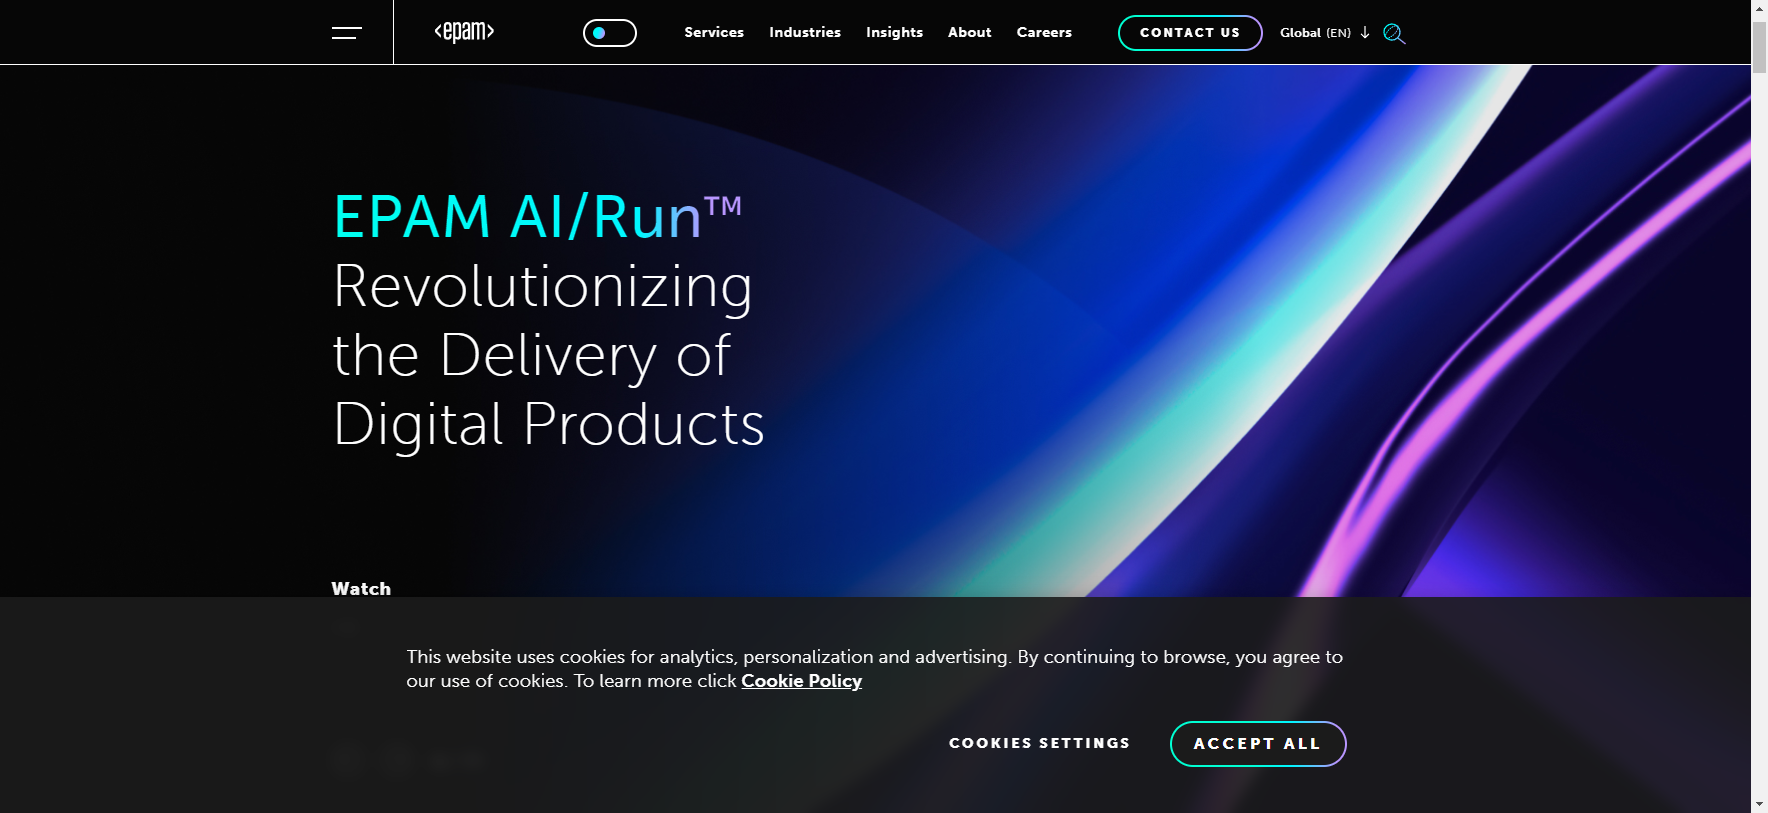 <epam>
Services
Industries
Insights
About
Careers
CONTACT US
Global (EN)
EPAM AI/Run™
Revolutionizing
the Delivery of
Digital Products
Watch
This website uses cookies for analytics, personalization and advertising. By continuing to browse, you agree to
our use of cookies. To learn more click Cookie Policy
COOKIES SETTINGS
ACCEPT ALL